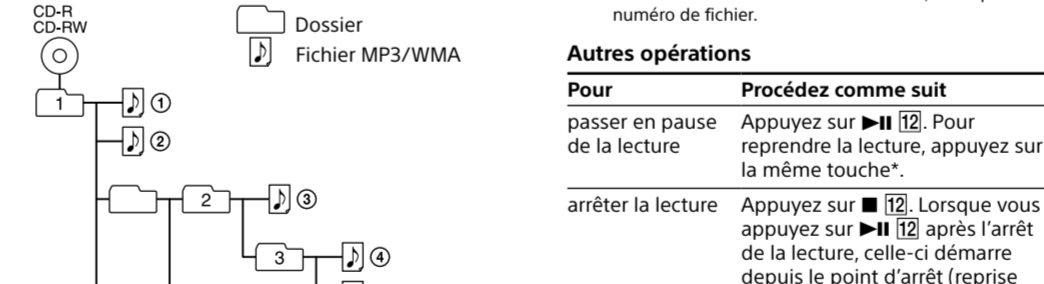 CD-R
CD-RW
Dossier
Fichier MP3/WMA
1
①
②
2
③
3
④
numéro de fichier.
Autres opérations
Pour Procédez comme suit
passer en pause Appuyez sur ►II 12. Pour
de la lecture reprendre la lecture, appuyez sur
la même touche*.
arrêter la lecture Appuyez sur ■ 12. Lorsque vous
appuyez sur ►II 12 après l’arrêt
de la lecture, celle-ci démarre
depuis le point d’arrêt (reprise